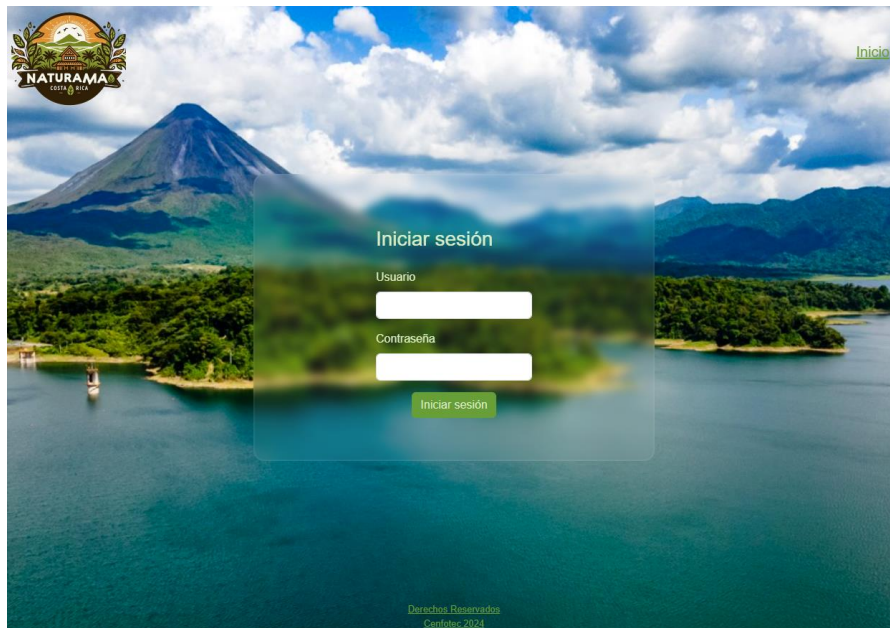 NATURAMA
COSTA RICA
Inicio
Iniciar sesión
Usuario
Contraseña
Iniciar sesión
Derechos Reservados
Cenfotec 2024